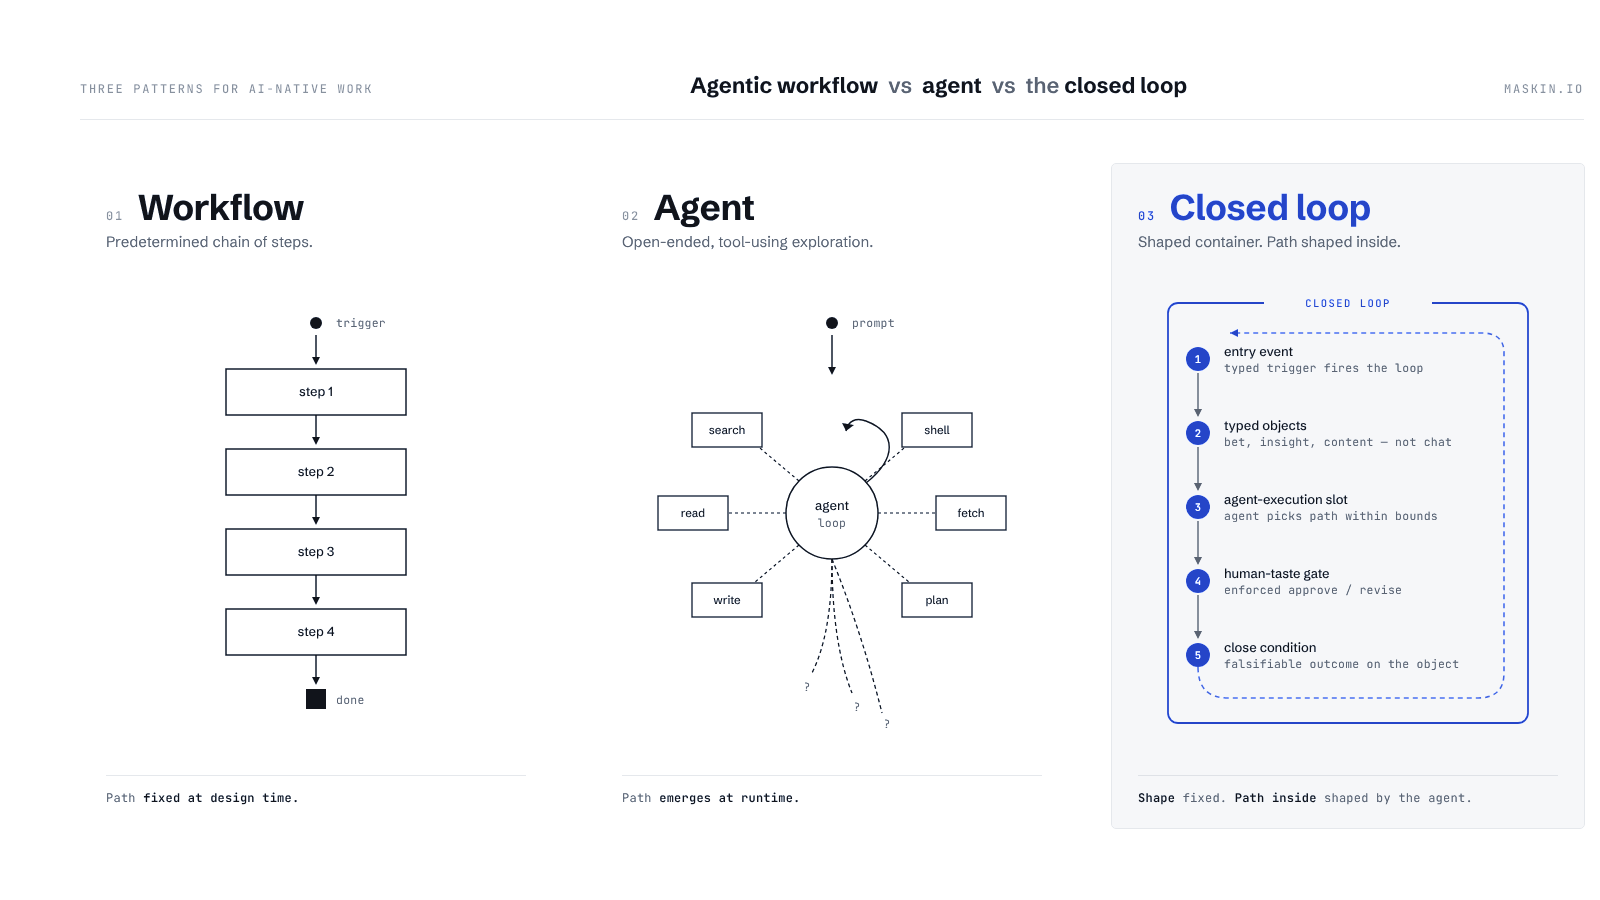 THREE PATTERNS FOR AI-NATIVE WORK
Agentic workflow vs agent vs the closed loop
MASKIN.IO
01 Workflow
Predetermined chain of steps.
trigger
step 1
step 2
step 3
step 4
done
Path fixed at design time.
02 Agent
Open-ended, tool-using exploration.
prompt
search
shell
read
agent
loop
fetch
write
plan
?
?
?
Path emerges at runtime.
03 Closed loop
Shaped container. Path shaped inside.
CLOSED LOOP
1
entry event
typed trigger fires the loop
2
typed objects
bet, insight, content — not chat
3
agent-execution slot
agent picks path within bounds
4
human-taste gate
enforced approve / revise
5
close condition
falsifiable outcome on the object
Shape fixed. Path inside shaped by the agent.